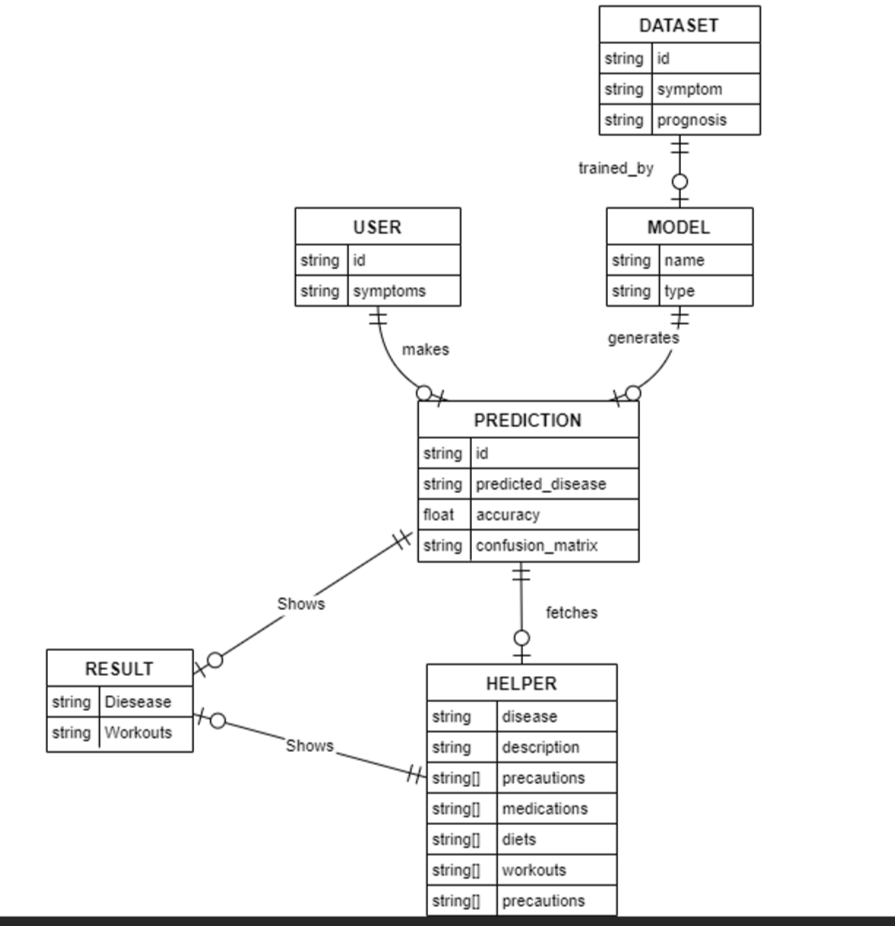 DATASET
string id
string symptom
string prognosis
trained_by
USER
string id
string symptoms
MODEL
string name
string type
makes
generates
PREDICTION
string id
string predicted_disease
float accuracy
string confusion_matrix
Shows
fetches
RESULT
string Diesease
string Workouts
Shows
HELPER
string disease
string description
string[] precautions
string[] medications
string[] diets
string[] workouts
string[] precautions